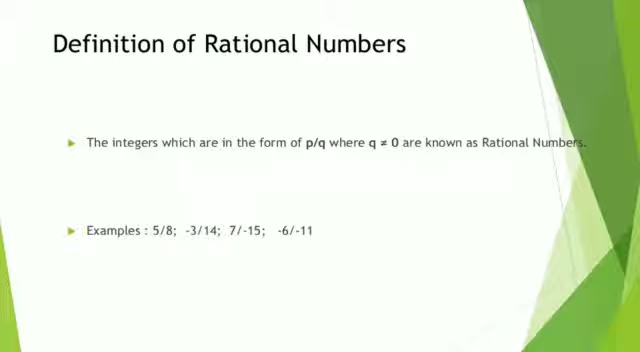 Definition of Rational Numbers
The integers which are in the form of p/q where q ≠ 0 are known as Rational Numbers.
Examples : 5/8; -3/14; 7/-15; -6/-11